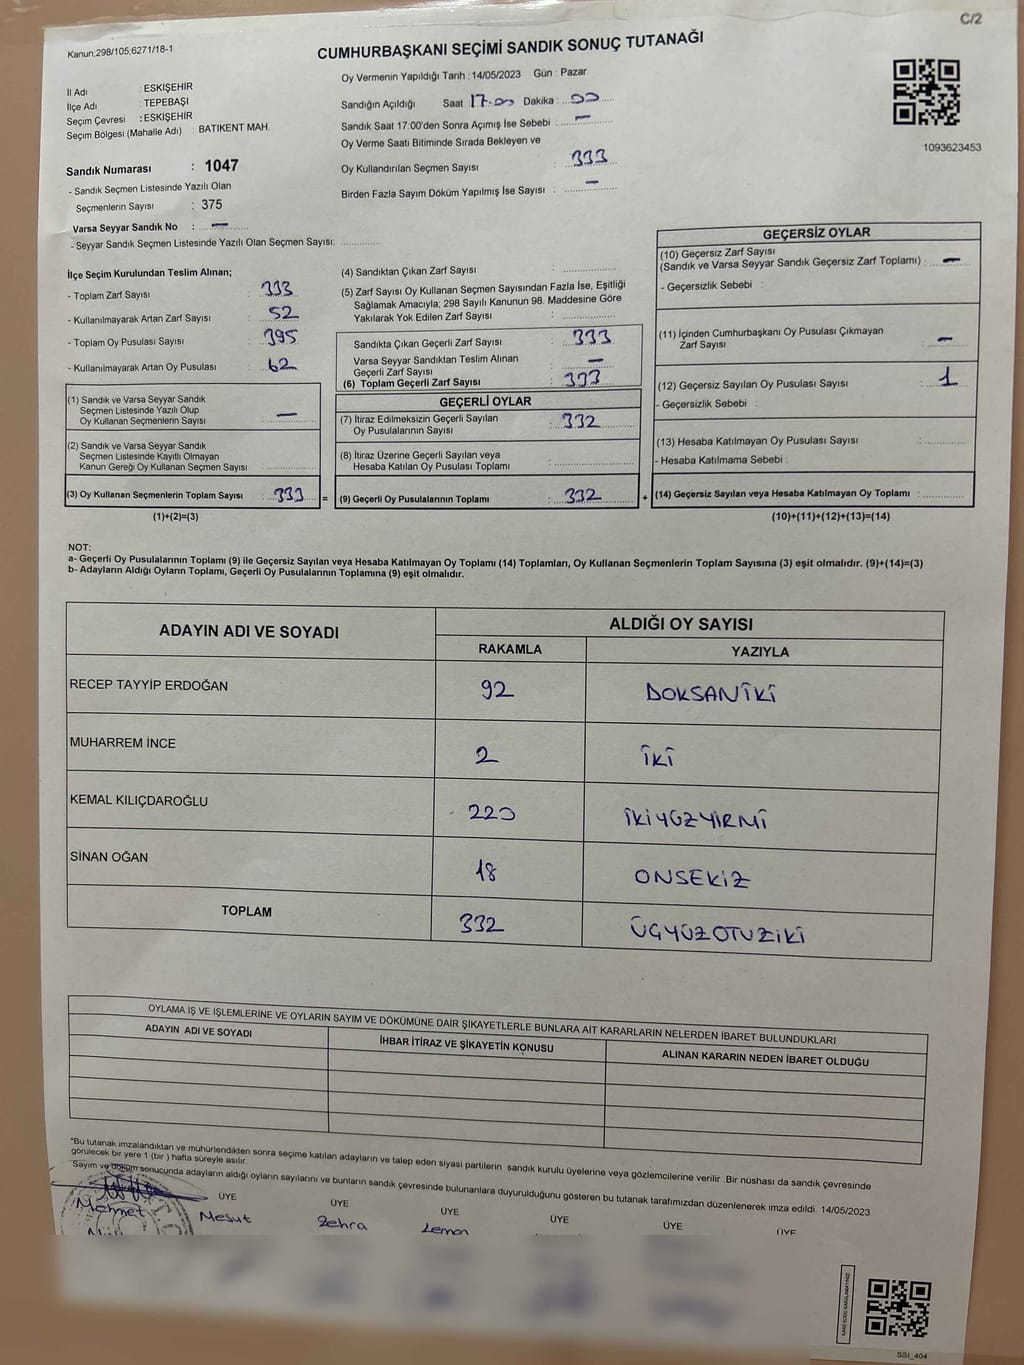 C/2
Kanun;298/105,6271/18-1
CUMHURBAŞKANI SEÇİMİ SANDIK SONUÇ TUTANAĞI
İl Adı : ESKİŞEHİR
İlçe Adı : TEPEBAŞI
Seçim Çevresi : ESKİŞEHİR
Seçim Bölgesi (Mahalle Adı) : BATIKENT MAH.
Oy Vermenin Yapıldığı Tarih : 14/05/2023 Gün : Pazar
Sandığın Açıldığı Saat 17.00 Dakika : 00
Sandık Saat 17:00'den Sonra Açımış İse Sebebi : —
Oy Verme Saati Bitiminde Sırada Bekleyen ve
Oy Kullandırılan Seçmen Sayısı : 333
Birden Fazla Sayım Döküm Yapılmış İse Sayısı : —
1093623453
Sandık Numarası : 1047
- Sandık Seçmen Listesinde Yazılı Olan
Seçmenlerin Sayısı : 375
Varsa Seyyar Sandık No : —
- Seyyar Sandık Seçmen Listesinde Yazılı Olan Seçmen Sayısı:
İlçe Seçim Kurulundan Teslim Alınan;
- Toplam Zarf Sayısı : 333
- Kullanılmayarak Artan Zarf Sayısı : 52
- Toplam Oy Pusulası Sayısı : 395
- Kullanılmayarak Artan Oy Pusulası : 62
(1) Sandık ve Varsa Seyyar Sandık
Seçmen Listesinde Yazılı Olup
Oy Kullanan Seçmenlerin Sayısı : —
(2) Sandık ve Varsa Seyyar Sandık
Seçmen Listesinde Kayıtlı Olmayan
Kanun Gereği Oy Kullanan Seçmen Sayısı :
(3) Oy Kullanan Seçmenlerin Toplam Sayısı : 333 =
(1)+(2)=(3)
(4) Sandıktan Çıkan Zarf Sayısı :
(5) Zarf Sayısı Oy Kullanan Seçmen Sayısından Fazla İse, Eşitliği
Sağlamak Amacıyla; 298 Sayılı Kanunun 98. Maddesine Göre
Yakılarak Yok Edilen Zarf Sayısı :
Sandıkta Çıkan Geçerli Zarf Sayısı : 333
Varsa Seyyar Sandıktan Teslim Alınan
Geçerli Zarf Sayısı : —
(6) Toplam Geçerli Zarf Sayısı : 333
GEÇERLİ OYLAR
(7) İtiraz Edilmeksizin Geçerli Sayılan
Oy Pusulalarının Sayısı : 332
(8) İtiraz Üzerine Geçerli Sayılan veya
Hesaba Katılan Oy Pusulası Toplamı :
(9) Geçerli Oy Pusulalarının Toplamı : 332 +
GEÇERSİZ OYLAR
(10) Geçersiz Zarf Sayısı
(Sandık ve Varsa Seyyar Sandık Geçersiz Zarf Toplamı) : —
- Geçersizlik Sebebi :
(11) İçinden Cumhurbaşkanı Oy Pusulası Çıkmayan
Zarf Sayısı : —
(12) Geçersiz Sayılan Oy Pusulası Sayısı : 1
- Geçersizlik Sebebi :
(13) Hesaba Katılmayan Oy Pusulası Sayısı :
- Hesaba Katılmama Sebebi :
(14) Geçersiz Sayılan veya Hesaba Katılmayan Oy Toplamı :
(10)+(11)+(12)+(13)=(14)
NOT:
a- Geçerli Oy Pusulalarının Toplamı (9) ile Geçersiz Sayılan veya Hesaba Katılmayan Oy Toplamı (14) Toplamları, Oy Kullanan Seçmenlerin Toplam Sayısına (3) eşit olmalıdır. (9)+(14)=(3)
b- Adayların Aldığı Oyların Toplamı, Geçerli Oy Pusulalarının Toplamına (9) eşit olmalıdır.
ADAYIN ADI VE SOYADI ALDIĞI OY SAYISI
RAKAMLA YAZIYLA
RECEP TAYYİP ERDOĞAN 92 DOKSANİKİ
MUHARREM İNCE 2 İKİ
KEMAL KILIÇDAROĞLU 220 İKİYÜZYİRMİ
SİNAN OĞAN 18 ONSEKİZ
TOPLAM 332 ÜÇYÜZOTUZİKİ
OYLAMA İŞ VE İŞLEMLERİNE VE OYLARIN SAYIM VE DÖKÜMÜNE DAİR ŞİKAYETLERLE BUNLARA AİT KARARLARIN NELERDEN İBARET BULUNDUKLARI
ADAYIN ADI VE SOYADI İHBAR İTİRAZ VE ŞİKAYETİN KONUSU ALINAN KARARIN NEDEN İBARET OLDUĞU
"Bu tutanak imzalandıktan ve mühürlendikten sonra seçime katılan adayların ve talep eden siyasi partilerin sandık kurulu üyelerine veya gözlemcilerine verilir. Bir nüshası da sandık çevresinde
görülecek bir yere 1 (bir) hafta süreyle asılır.
Sayım ve döküm sonucunda adayların aldığı oyların sayılarını ve bunların sandık çevresinde bulunanlara duyurulduğunu gösteren bu tutanak tarafımızdan düzenlenerek imza edildi. 14/05/2023
ÜYE ÜYE ÜYE ÜYE ÜYE ÜYE
Mehmet Mesut Zehra Leman
SSI_404